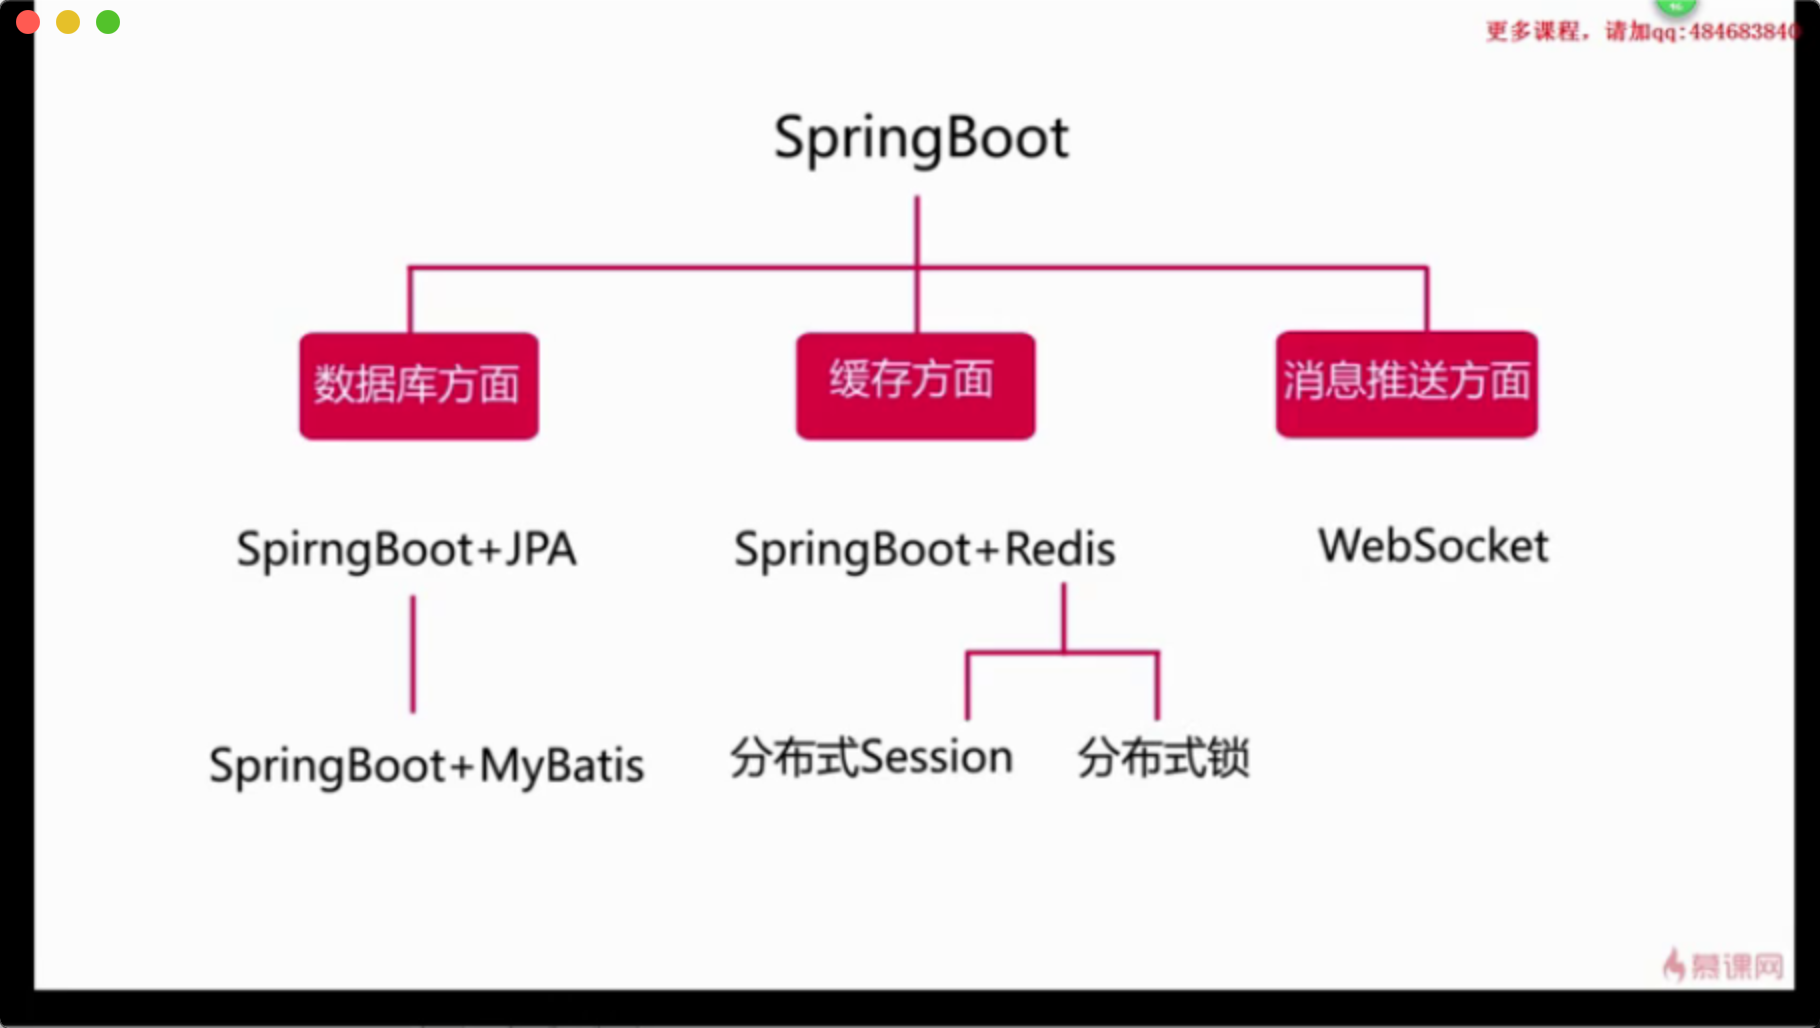 更多课程，请加qq:484683840
SpringBoot
数据库方面
缓存方面
消息推送方面
SpirngBoot+JPA
SpringBoot+Redis
WebSocket
SpringBoot+MyBatis
分布式Session
分布式锁
慕课网